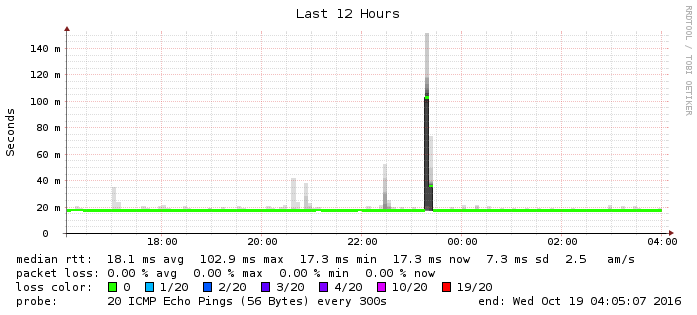 Last 12 Hours
RRDTOOL / TOBI OETIKER
Seconds
140 m
120 m
100 m
80 m
60 m
40 m
20 m
0
18:00 20:00 22:00 00:00 02:00 04:00
median rtt: 18.1 ms avg 102.9 ms max 17.3 ms min 17.3 ms now 7.3 ms sd 2.5 am/s
packet loss: 0.00 % avg 0.00 % max 0.00 % min 0.00 % now
loss color: 0 1/20 2/20 3/20 4/20 10/20 19/20
probe: 20 ICMP Echo Pings (56 Bytes) every 300s end: Wed Oct 19 04:05:07 2016